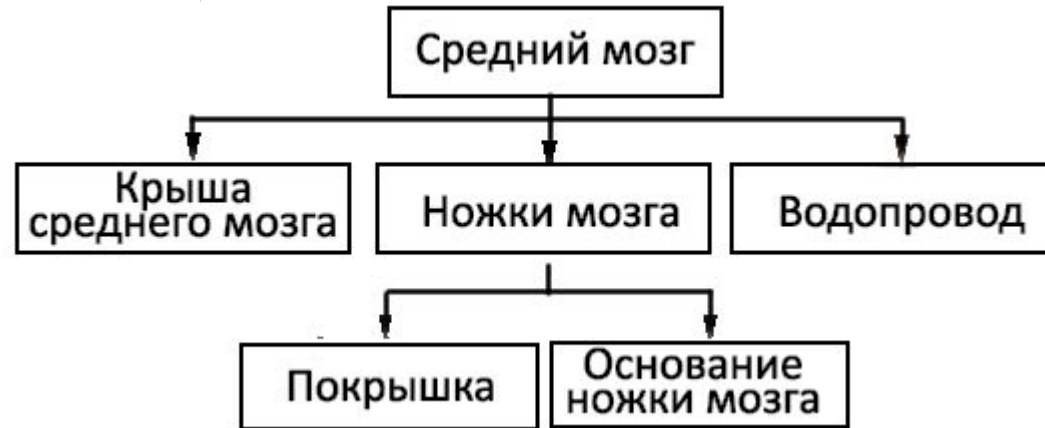 Средний мозг
Крыша
среднего мозга
Ножки мозга
Водопровод
Покрышка
Основание
ножки мозга